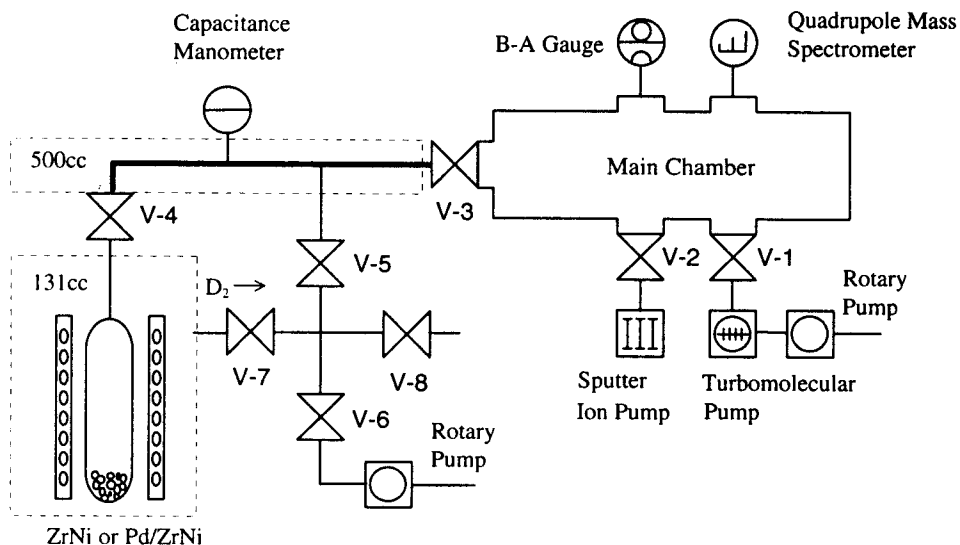 Capacitance
Manometer
B-A Gauge
Quadrupole Mass
Spectrometer
500cc
Main Chamber
V-3
V-4
V-5
V-2
V-1
131cc
D₂ →
Rotary
Pump
V-7
V-8
Sputter
Ion Pump
Turbomolecular
Pump
V-6
Rotary
Pump
ZrNi or Pd/ZrNi